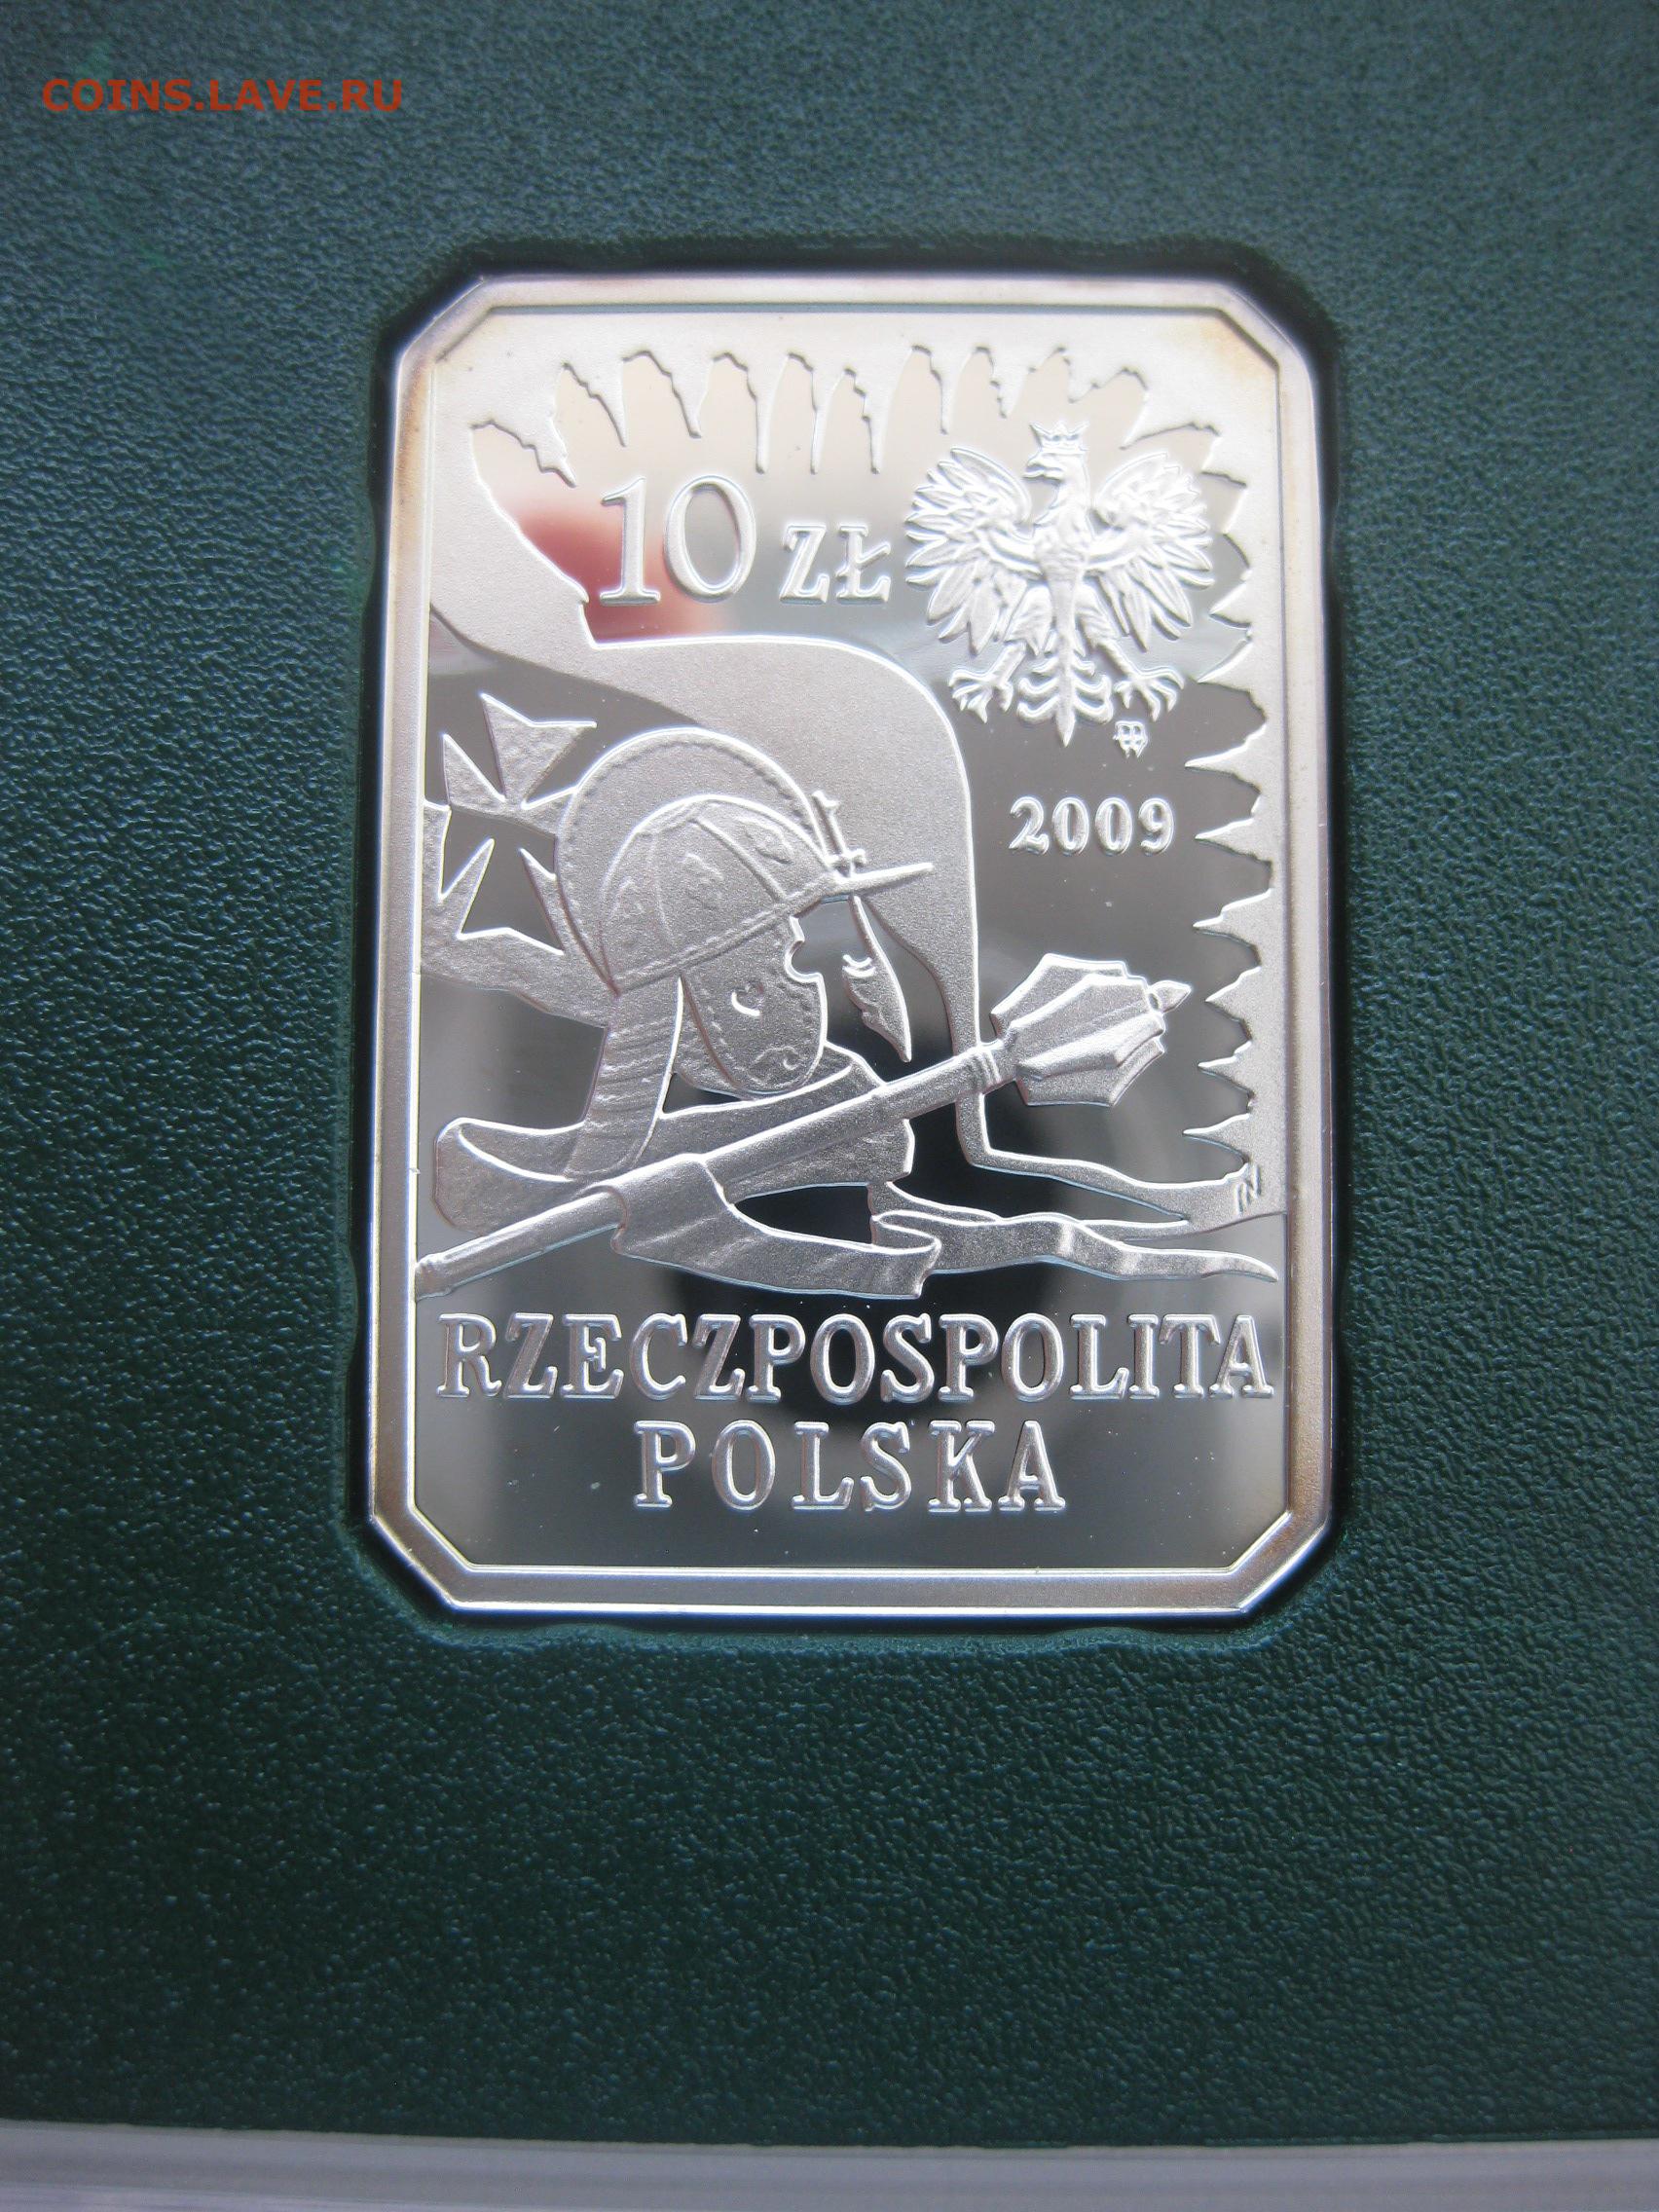 COINS.LAVE.RU
10 ZŁ
2009
RZECZPOSPOLITA
POLSKA